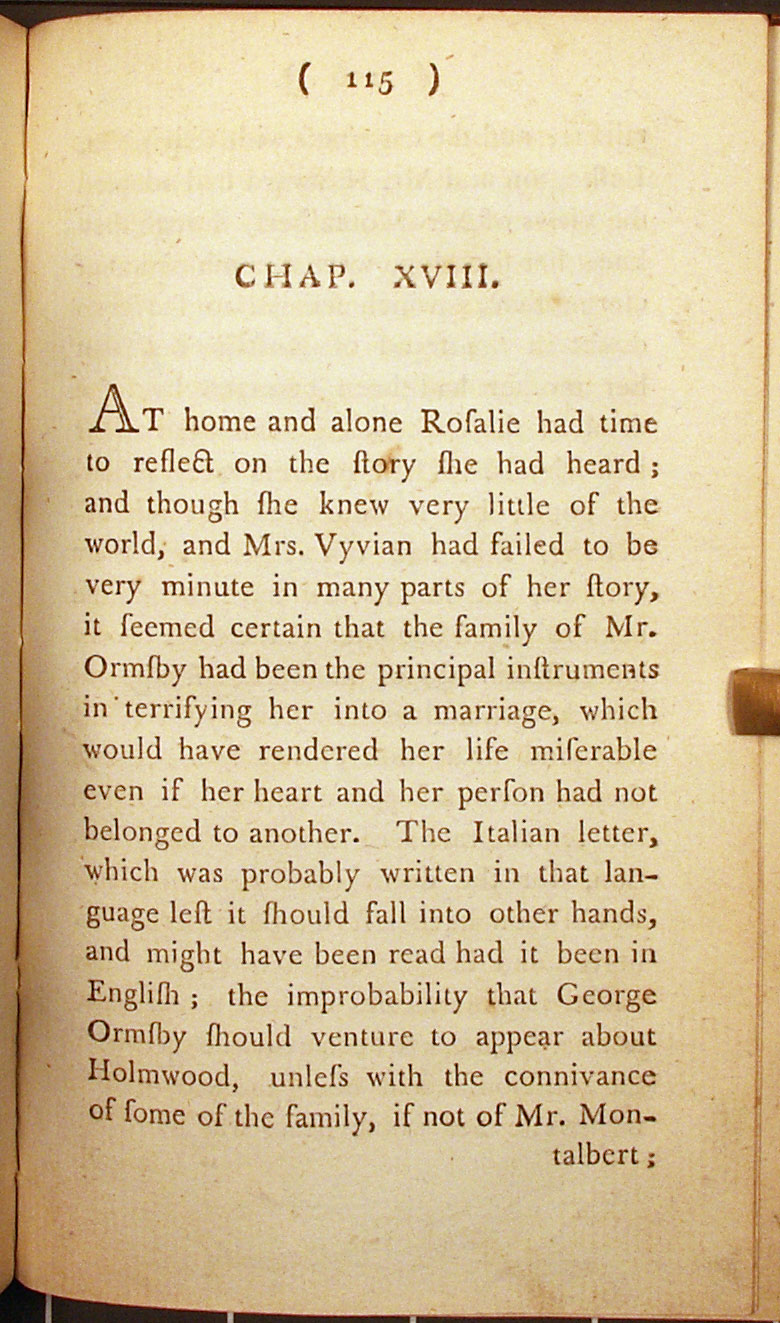 ( 115 )
CHAP. XVIII.
AT home and alone Roſalie had time
to reflect on the ſtory ſhe had heard ;
and though ſhe knew very little of the
world, and Mrs. Vyvian had failed to be
very minute in many parts of her ſtory,
it ſeemed certain that the family of Mr.
Ormſby had been the principal inſtruments
in terrifying her into a marriage, which
would have rendered her life miſerable
even if her heart and her perſon had not
belonged to another. The Italian letter,
which was probably written in that lan-
guage leſt it ſhould fall into other hands,
and might have been read had it been in
Engliſh ; the improbability that George
Ormſby ſhould venture to appear about
Holmwood, unleſs with the connivance
of ſome of the family, if not of Mr. Mon-
talbert ;